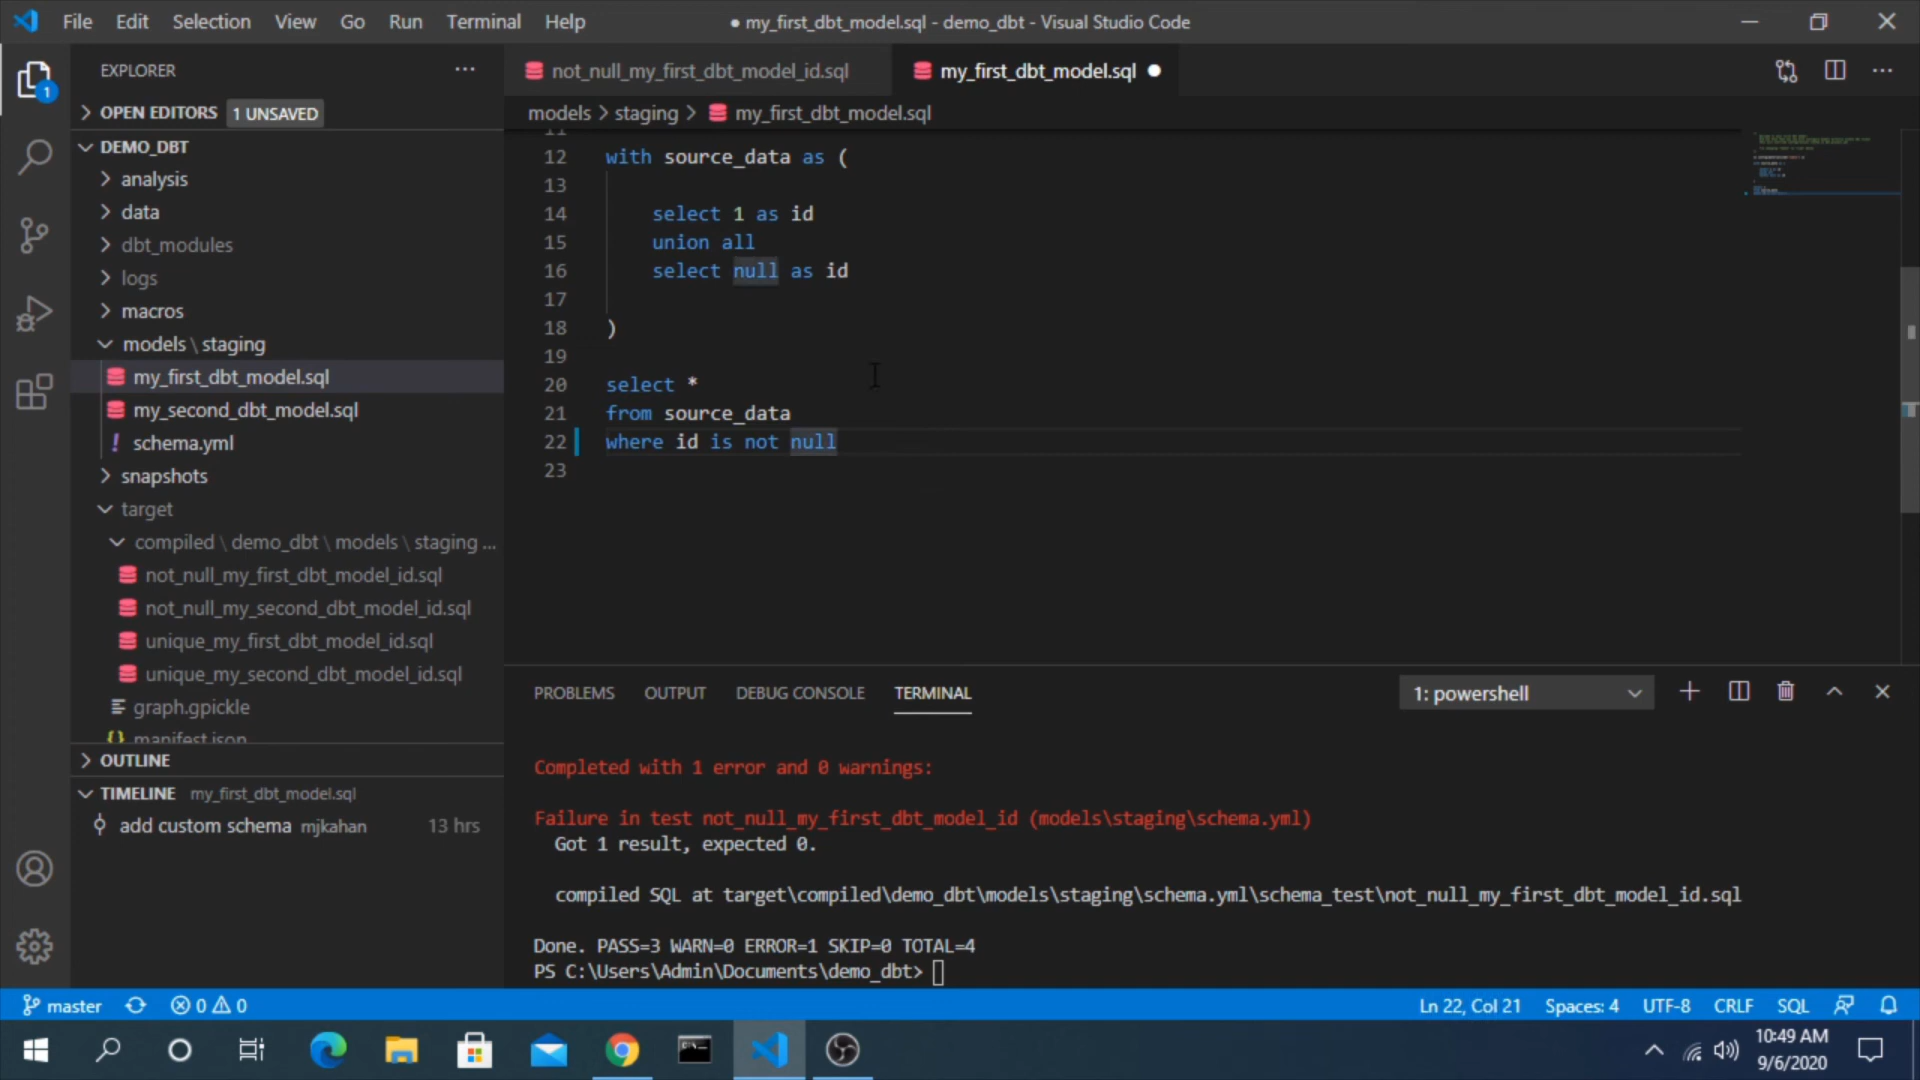 File Edit Selection View Go Run Terminal Help
● my_first_dbt_model.sql - demo_dbt - Visual Studio Code
1
EXPLORER
OPEN EDITORS 1 UNSAVED
DEMO_DBT
analysis
data
dbt_modules
logs
macros
models \ staging
my_first_dbt_model.sql
my_second_dbt_model.sql
! schema.yml
snapshots
target
compiled \ demo_dbt \ models \ staging ...
not_null_my_first_dbt_model_id.sql
not_null_my_second_dbt_model_id.sql
unique_my_first_dbt_model_id.sql
unique_my_second_dbt_model_id.sql
graph.gpickle
{} manifest.json
OUTLINE
TIMELINE my_first_dbt_model.sql
add custom schema mjkahan 13 hrs
not_null_my_first_dbt_model_id.sql
my_first_dbt_model.sql
models > staging > my_first_dbt_model.sql
11
12 with source_data as (
13
14 select 1 as id
15 union all
16 select null as id
17
18 )
19
20 select *
21 from source_data
22 where id is not null
23
PROBLEMS OUTPUT DEBUG CONSOLE TERMINAL
1: powershell
Completed with 1 error and 0 warnings:
Failure in test not_null_my_first_dbt_model_id (models\staging\schema.yml)
Got 1 result, expected 0.
compiled SQL at target\compiled\demo_dbt\models\staging\schema.yml\schema_test\not_null_my_first_dbt_model_id.sql
Done. PASS=3 WARN=0 ERROR=1 SKIP=0 TOTAL=4
PS C:\Users\Admin\Documents\demo_dbt>
master 0 0
Ln 22, Col 21 Spaces: 4 UTF-8 CRLF SQL
10:49 AM
9/6/2020